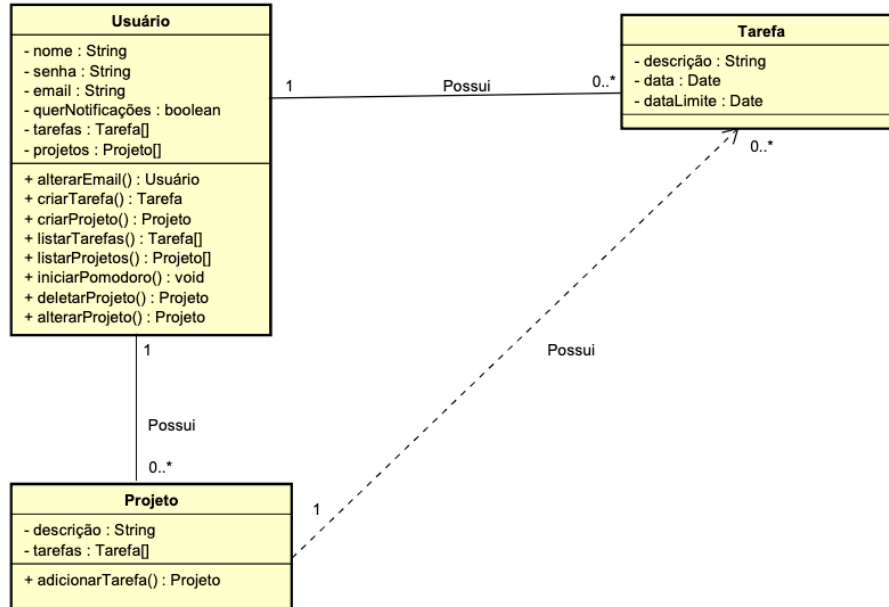 Usuário
- nome : String
- senha : String
- email : String
- querNotificações : boolean
- tarefas : Tarefa[]
- projetos : Projeto[]
+ alterarEmail() : Usuário
+ criarTarefa() : Tarefa
+ criarProjeto() : Projeto
+ listarTarefas() : Tarefa[]
+ listarProjetos() : Projeto[]
+ iniciarPomodoro() : void
+ deletarProjeto() : Projeto
+ alterarProjeto() : Projeto
1
Possui
0..*
Tarefa
- descrição : String
- data : Date
- dataLimite : Date
0..*
Possui
1
1
Possui
0..*
Projeto
- descrição : String
- tarefas : Tarefa[]
+ adicionarTarefa() : Projeto